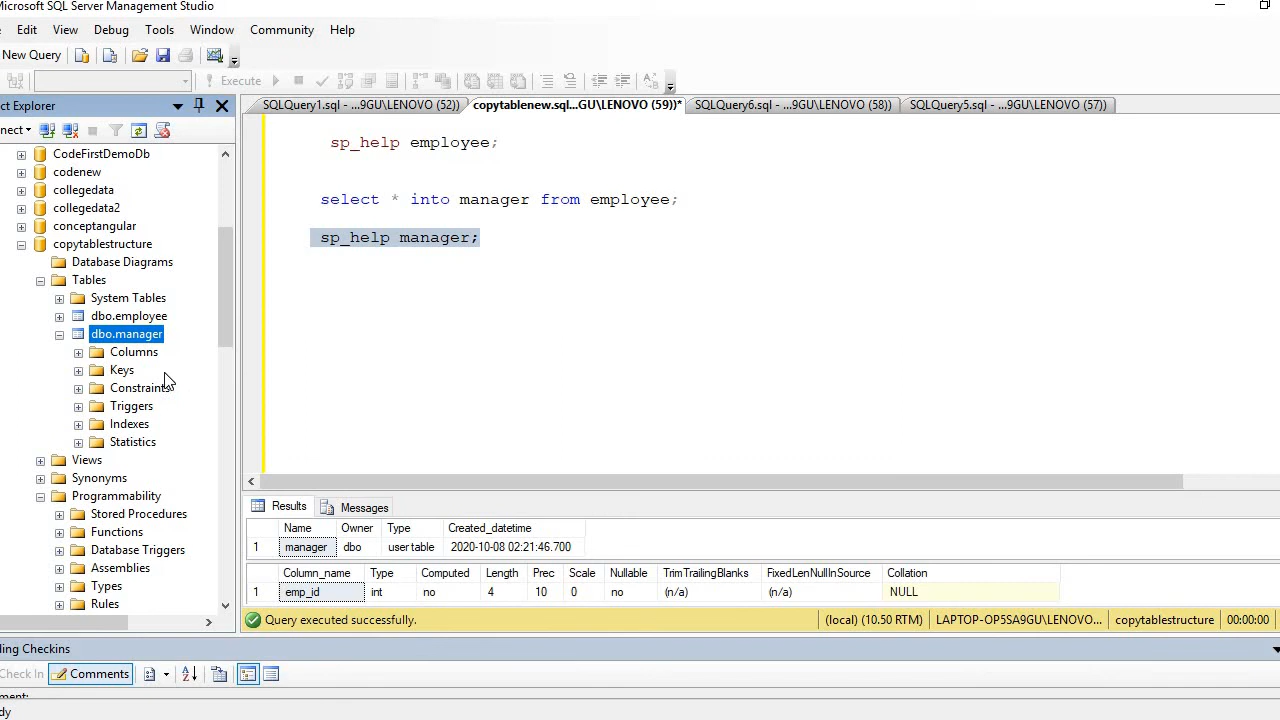 Microsoft SQL Server Management Studio
Edit View Debug Tools Window Community Help
New Query
Execute
ct Explorer
SQLQuery1.sql - ...9GU\LENOVO (52)) copytablenew.sql...GU\LENOVO (59))* SQLQuery6.sql - ...9GU\LENOVO (58)) SQLQuery5.sql - ...9GU\LENOVO (57))
nect
CodeFirstDemoDb
codenew
collegedata
collegedata2
conceptangular
copytablestructure
Database Diagrams
Tables
System Tables
dbo.employee
dbo.manager
Columns
Keys
Constraints
Triggers
Indexes
Statistics
Views
Synonyms
Programmability
Stored Procedures
Functions
Database Triggers
Assemblies
Types
Rules
sp_help employee;
select * into manager from employee;
sp_help manager;
Results Messages
Name Owner Type Created_datetime
1 manager dbo user table 2020-10-08 02:21:46.700
Column_name Type Computed Length Prec Scale Nullable TrimTrailingBlanks FixedLenNullInSource Collation
1 emp_id int no 4 10 0 no (n/a) (n/a) NULL
Query executed successfully. (local) (10.50 RTM) LAPTOP-OP5SA9GU\LENOVO... copytablestructure 00:00:00
ling Checkins
Check In Comments
ment:
dy